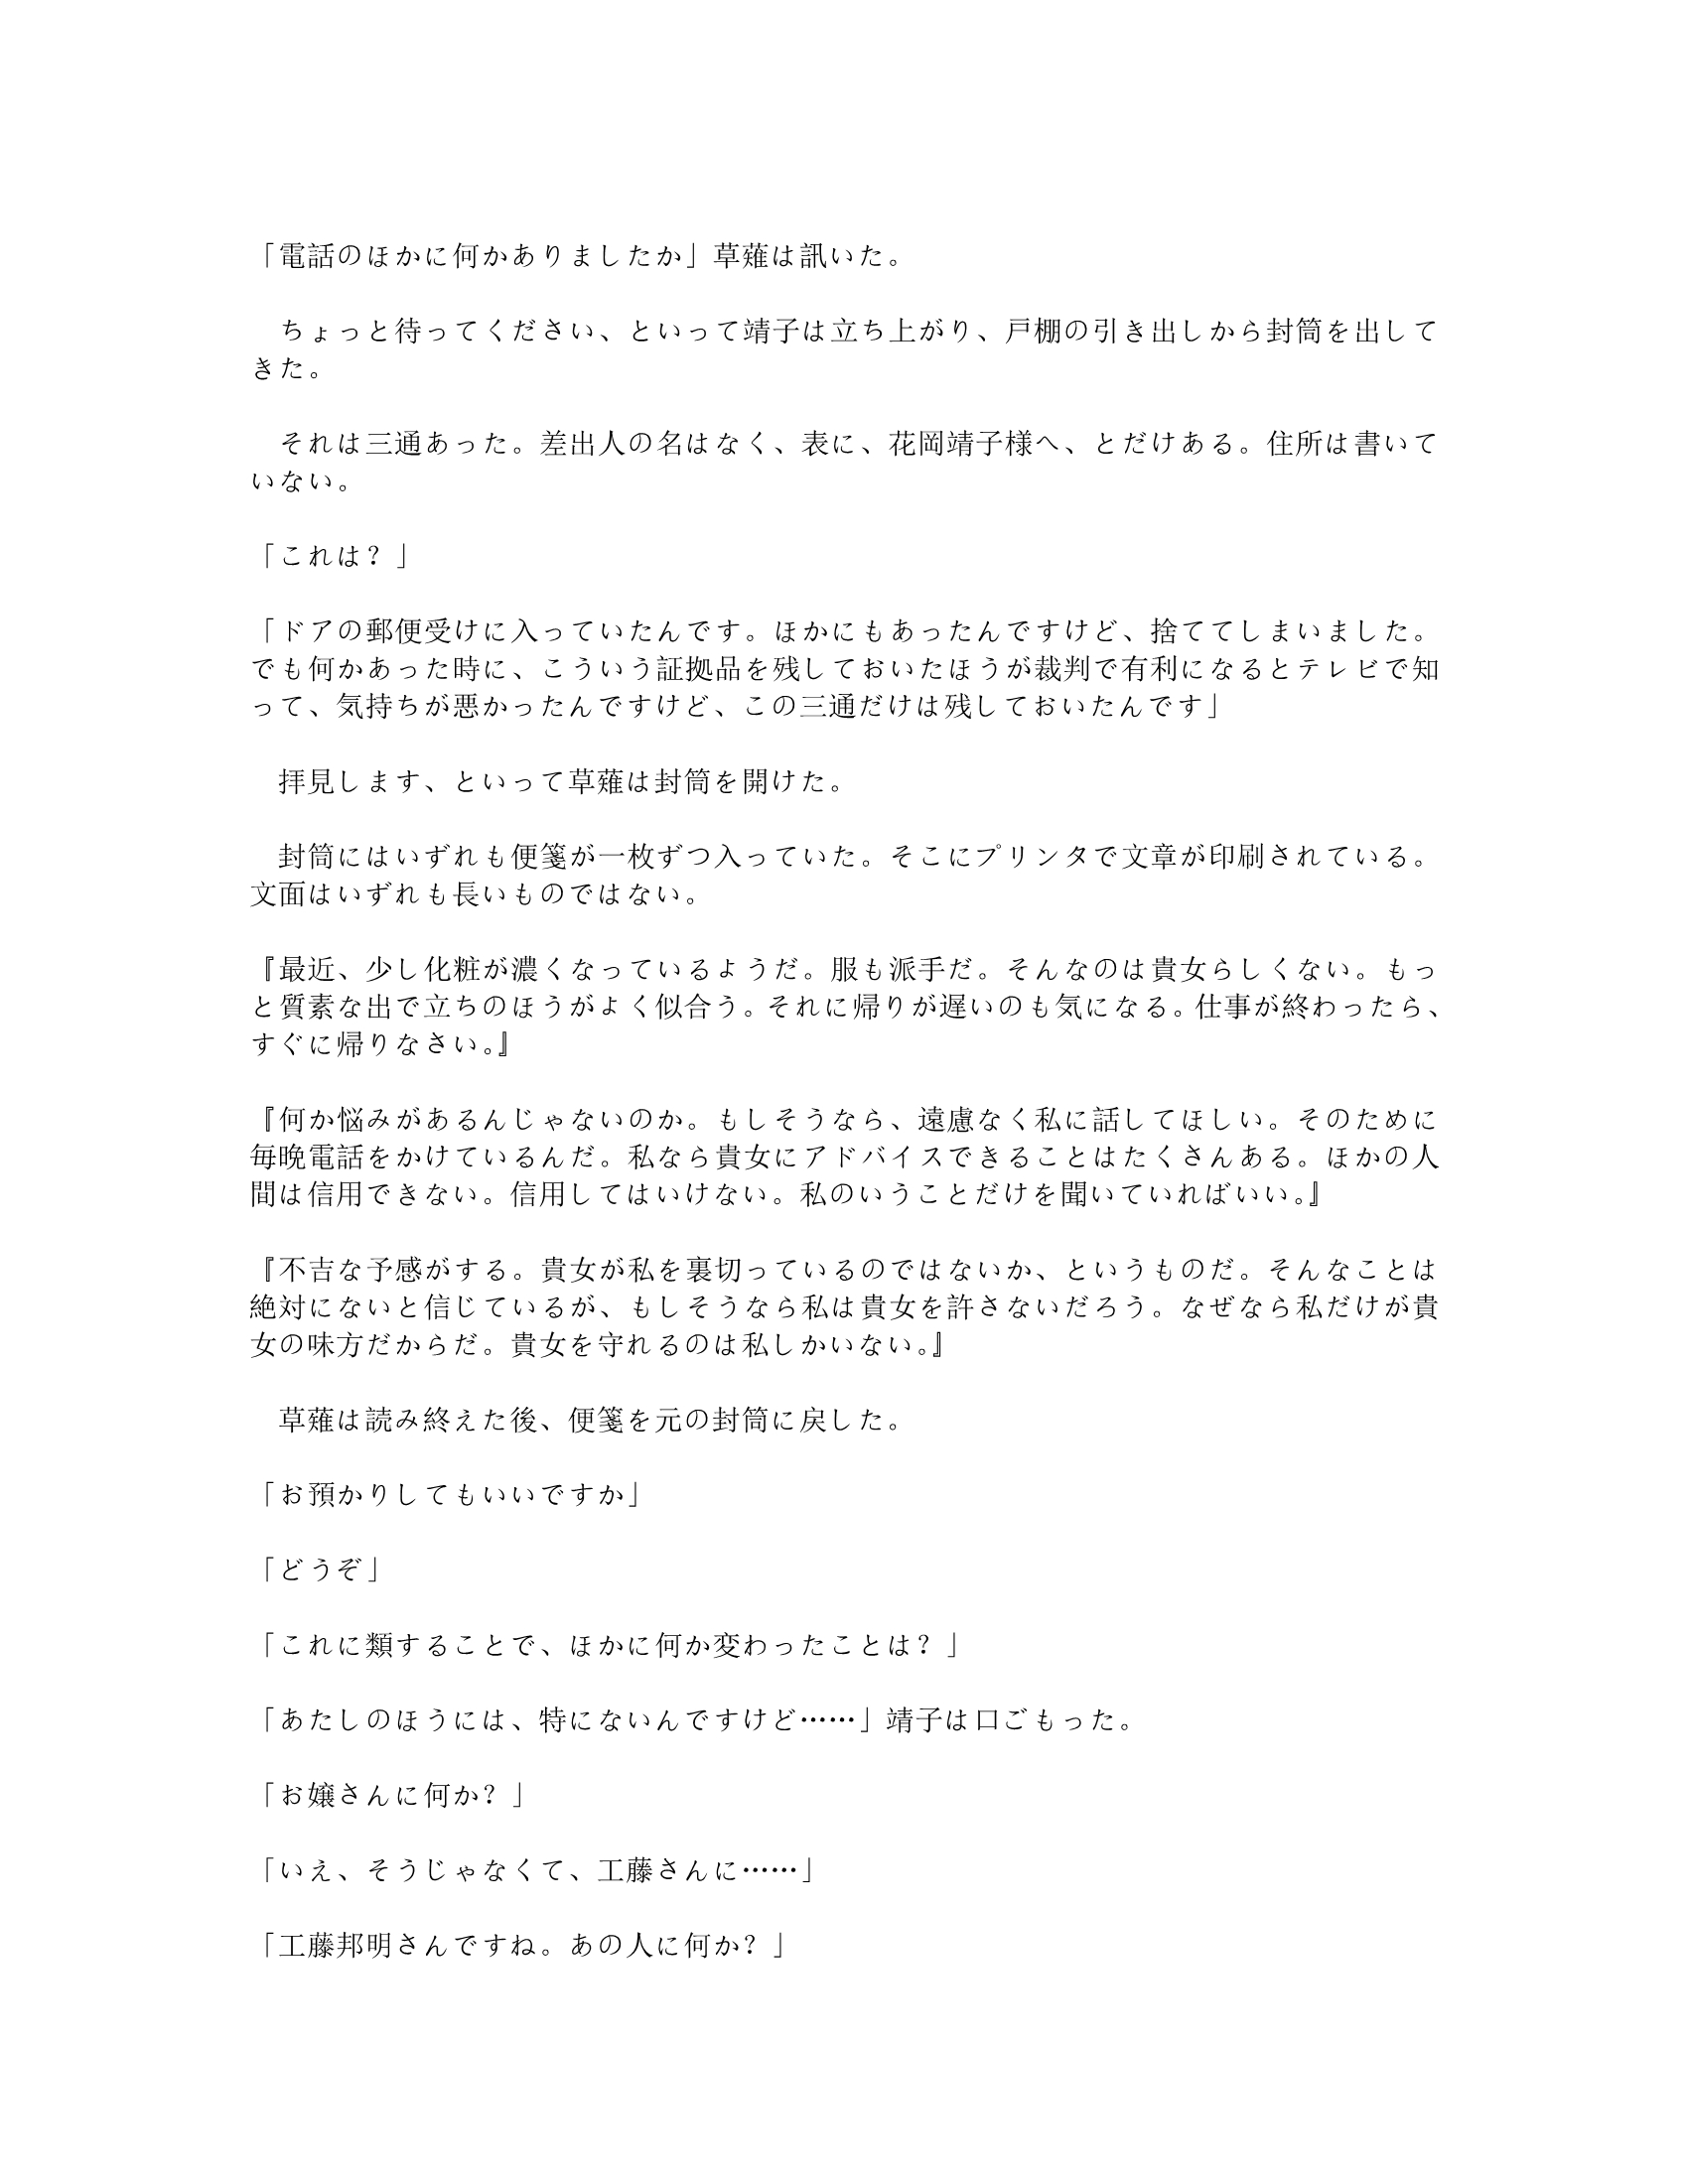 「電話のほかに何かありましたか」草薙は訊いた。
　ちょっと待ってください、といって靖子は立ち上がり、戸棚の引き出しから封筒を出して
きた。
　それは三通あった。差出人の名はなく、表に、花岡靖子様へ、とだけある。住所は書いて
いない。
「これは？」
「ドアの郵便受けに入っていたんです。ほかにもあったんですけど、捨ててしまいました。
でも何かあった時に、こういう証拠品を残しておいたほうが裁判で有利になるとテレビで知
って、気持ちが悪かったんですけど、この三通だけは残しておいたんです」
　拝見します、といって草薙は封筒を開けた。
　封筒にはいずれも便箋が一枚ずつ入っていた。そこにプリンタで文章が印刷されている。
文面はいずれも長いものではない。
『最近、少し化粧が濃くなっているようだ。服も派手だ。そんなのは貴女らしくない。もっ
と質素な出で立ちのほうがよく似合う。それに帰りが遅いのも気になる。仕事が終わったら、
すぐに帰りなさい。』
『何か悩みがあるんじゃないのか。もしそうなら、遠慮なく私に話してほしい。そのために
毎晩電話をかけているんだ。私なら貴女にアドバイスできることはたくさんある。ほかの人
間は信用できない。信用してはいけない。私のいうことだけを聞いていればいい。』
『不吉な予感がする。貴女が私を裏切っているのではないか、というものだ。そんなことは
絶対にないと信じているが、もしそうなら私は貴女を許さないだろう。なぜなら私だけが貴
女の味方だからだ。貴女を守れるのは私しかいない。』
　草薙は読み終えた後、便箋を元の封筒に戻した。
「お預かりしてもいいですか」
「どうぞ」
「これに類することで、ほかに何か変わったことは？」
「あたしのほうには、特にないんですけど……」靖子は口ごもった。
「お嬢さんに何か？」
「いえ、そうじゃなくて、工藤さんに……」
「工藤邦明さんですね。あの人に何か？」